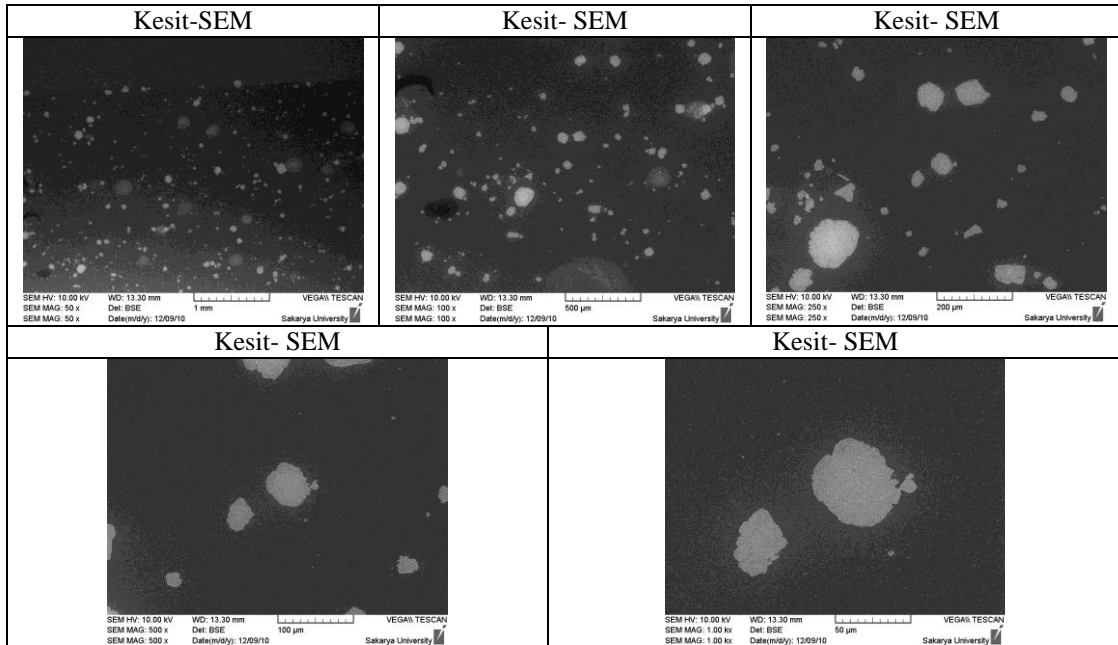 Kesit-SEM
Kesit- SEM
Kesit- SEM
SEM HV: 10.00 kV WD: 13.30 mm VEGA\\ TESCAN
SEM MAG: 50 x Det: BSE 1 mm
SEM MAG: 50 x Date(m/d/y): 12/09/10 Sakarya University
SEM HV: 10.00 kV WD: 13.30 mm VEGA\\ TESCAN
SEM MAG: 100 x Det: BSE 500 µm
SEM MAG: 100 x Date(m/d/y): 12/09/10 Sakarya University
SEM HV: 10.00 kV WD: 13.30 mm VEGA\\ TESCAN
SEM MAG: 250 x Det: BSE 200 µm
SEM MAG: 250 x Date(m/d/y): 12/09/10 Sakarya University
Kesit- SEM
Kesit- SEM
SEM HV: 10.00 kV WD: 13.30 mm VEGA\\ TESCAN
SEM MAG: 500 x Det: BSE 100 µm
SEM MAG: 500 x Date(m/d/y): 12/09/10 Sakarya University
SEM HV: 10.00 kV WD: 13.30 mm VEGA\\ TESCAN
SEM MAG: 1.00 kx Det: BSE 50 µm
SEM MAG: 1.00 kx Date(m/d/y): 12/09/10 Sakarya University